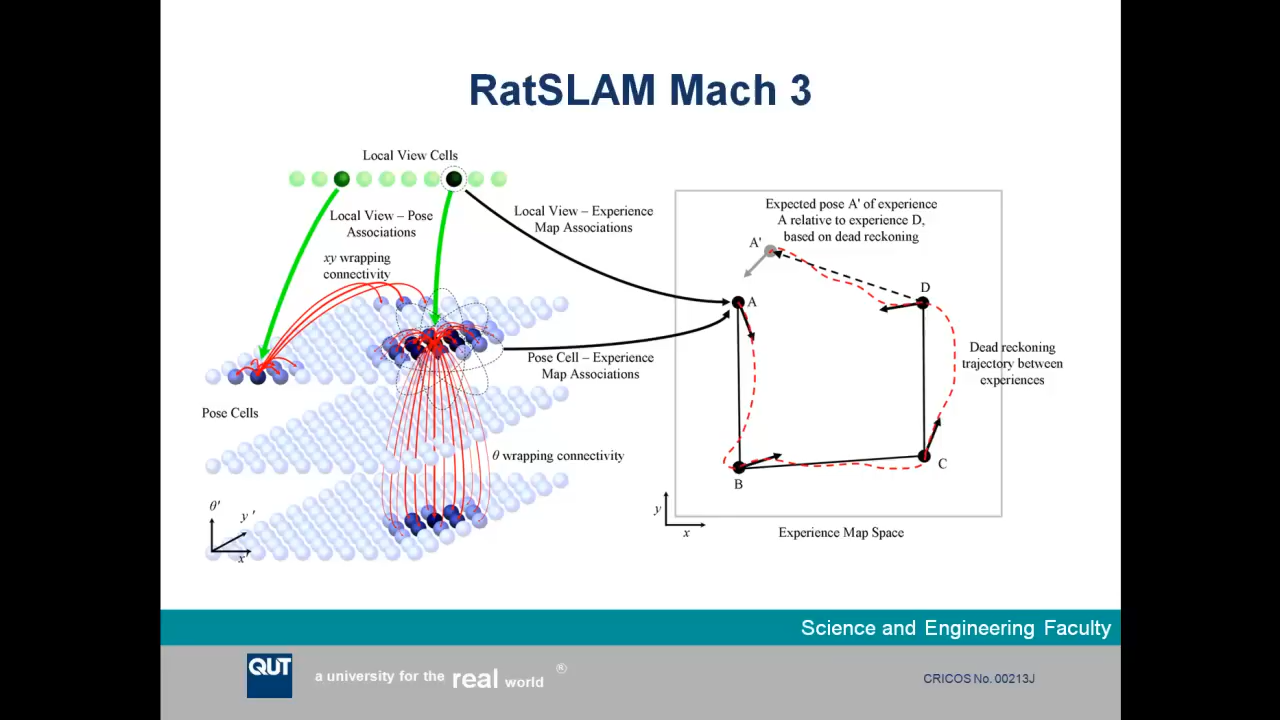 RatSLAM Mach 3
Local View Cells
Local View – Pose
Associations
Local View – Experience
Map Associations
xy wrapping
connectivity
Pose Cell – Experience
Map Associations
Pose Cells
θ wrapping connectivity
θ'
y '
x'
Expected pose A' of experience
A relative to experience D,
based on dead reckoning
A'
A
D
Dead reckoning
trajectory between
experiences
B
C
y
x
Experience Map Space
Science and Engineering Faculty
QUT
a university for the real world ®
CRICOS No. 00213J